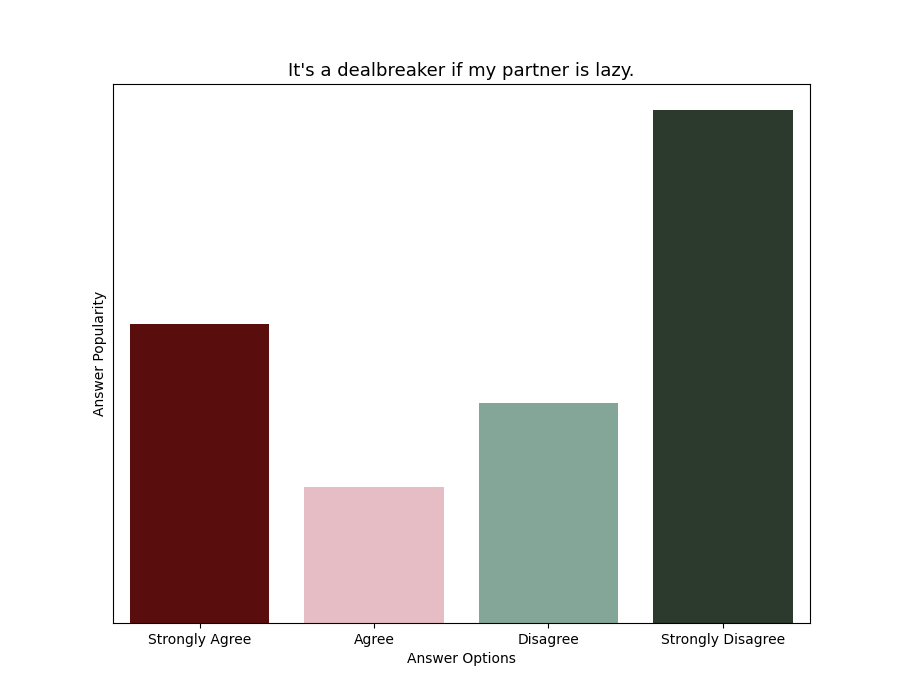 It's a dealbreaker if my partner is lazy.
Answer Popularity
Strongly Agree
Agree
Disagree
Strongly Disagree
Answer Options